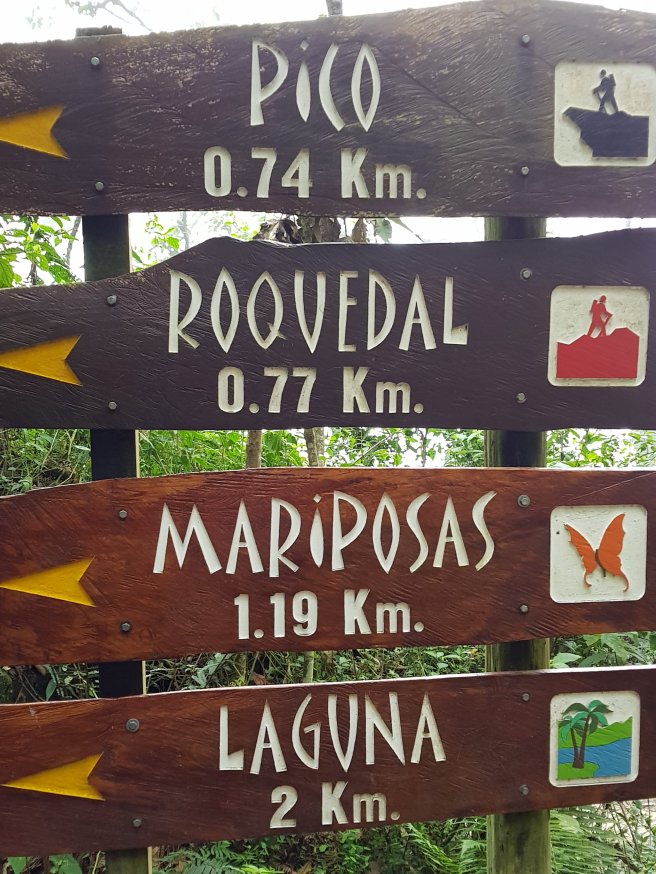 PiCO
0.74 Km.
ROQUEDAL
0.77 Km.
MARiPOSAS
1.19 Km.
LAGUNA
2 Km.